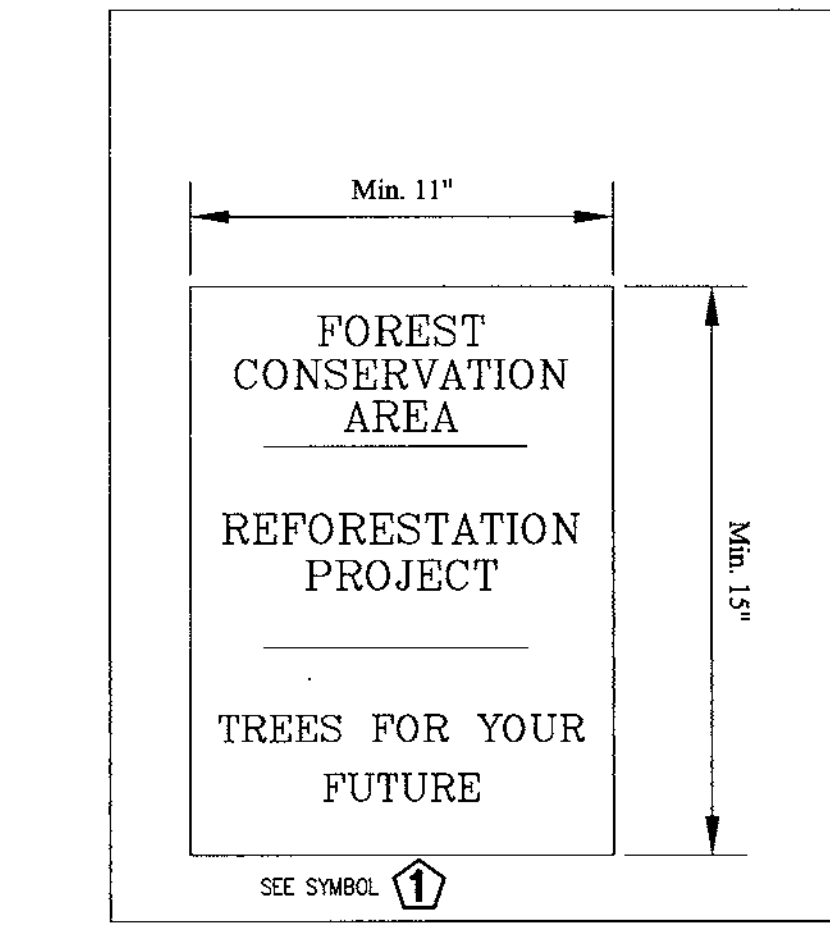 Min. 11"
FOREST
CONSERVATION
AREA
REFORESTATION
PROJECT
Min. 15"
TREES FOR YOUR
FUTURE
SEE SYMBOL 1